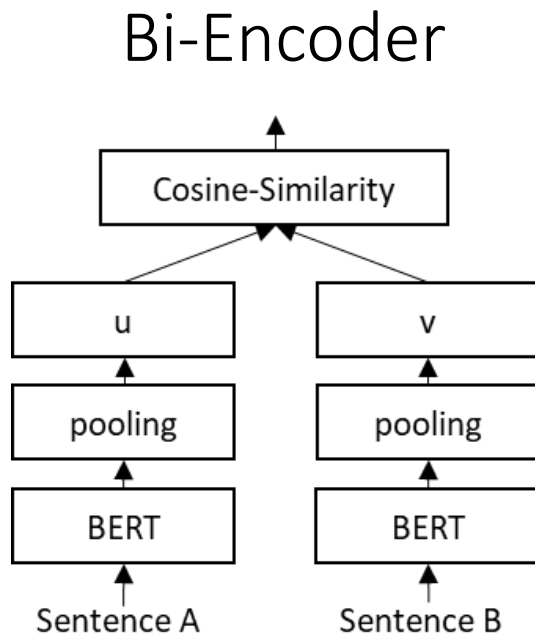 Bi-Encoder
Cosine-Similarity
u v
pooling pooling
BERT BERT
Sentence A Sentence B